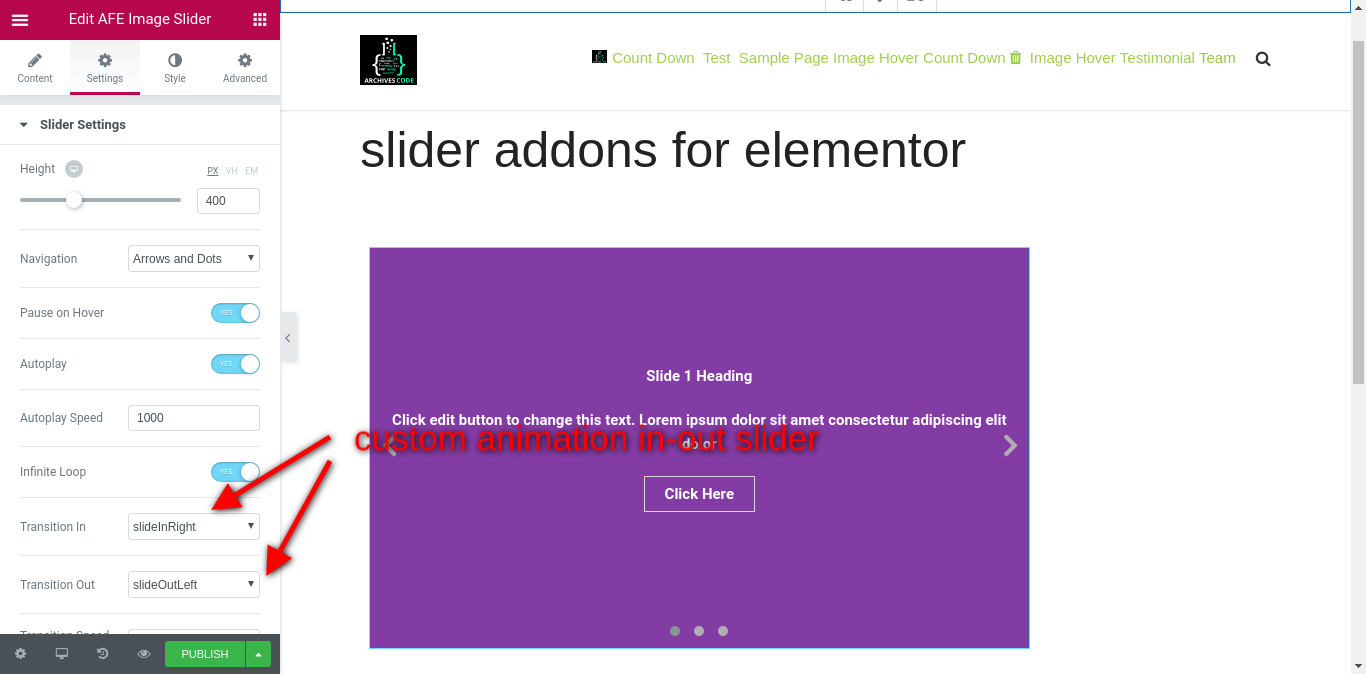 Edit AFE Image Slider
Content Settings Style Advanced
Slider Settings
Height PX VH EM
400
Navigation Arrows and Dots
Pause on Hover YES
Autoplay YES
Autoplay Speed 1000
Infinite Loop YES
Transition In slideInRight
Transition Out slideOutLeft
Transition Speed
PUBLISH
ARCHIVES CODE
Count Down Test Sample Page Image Hover Count Down Image Hover Testimonial Team
slider addons for elementor
Slide 1 Heading
Click edit button to change this text. Lorem ipsum dolor sit amet consectetur adipiscing elit
dolor
custom animation in-out slider
Click Here